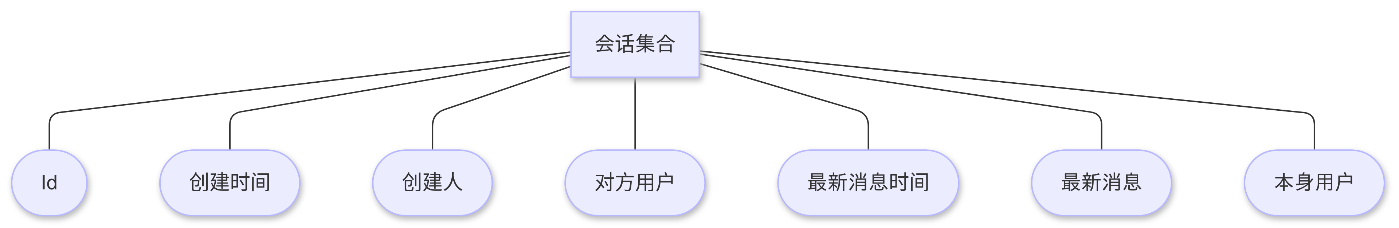 会话集合
Id
创建时间
创建人
对方用户
最新消息时间
最新消息
本身用户